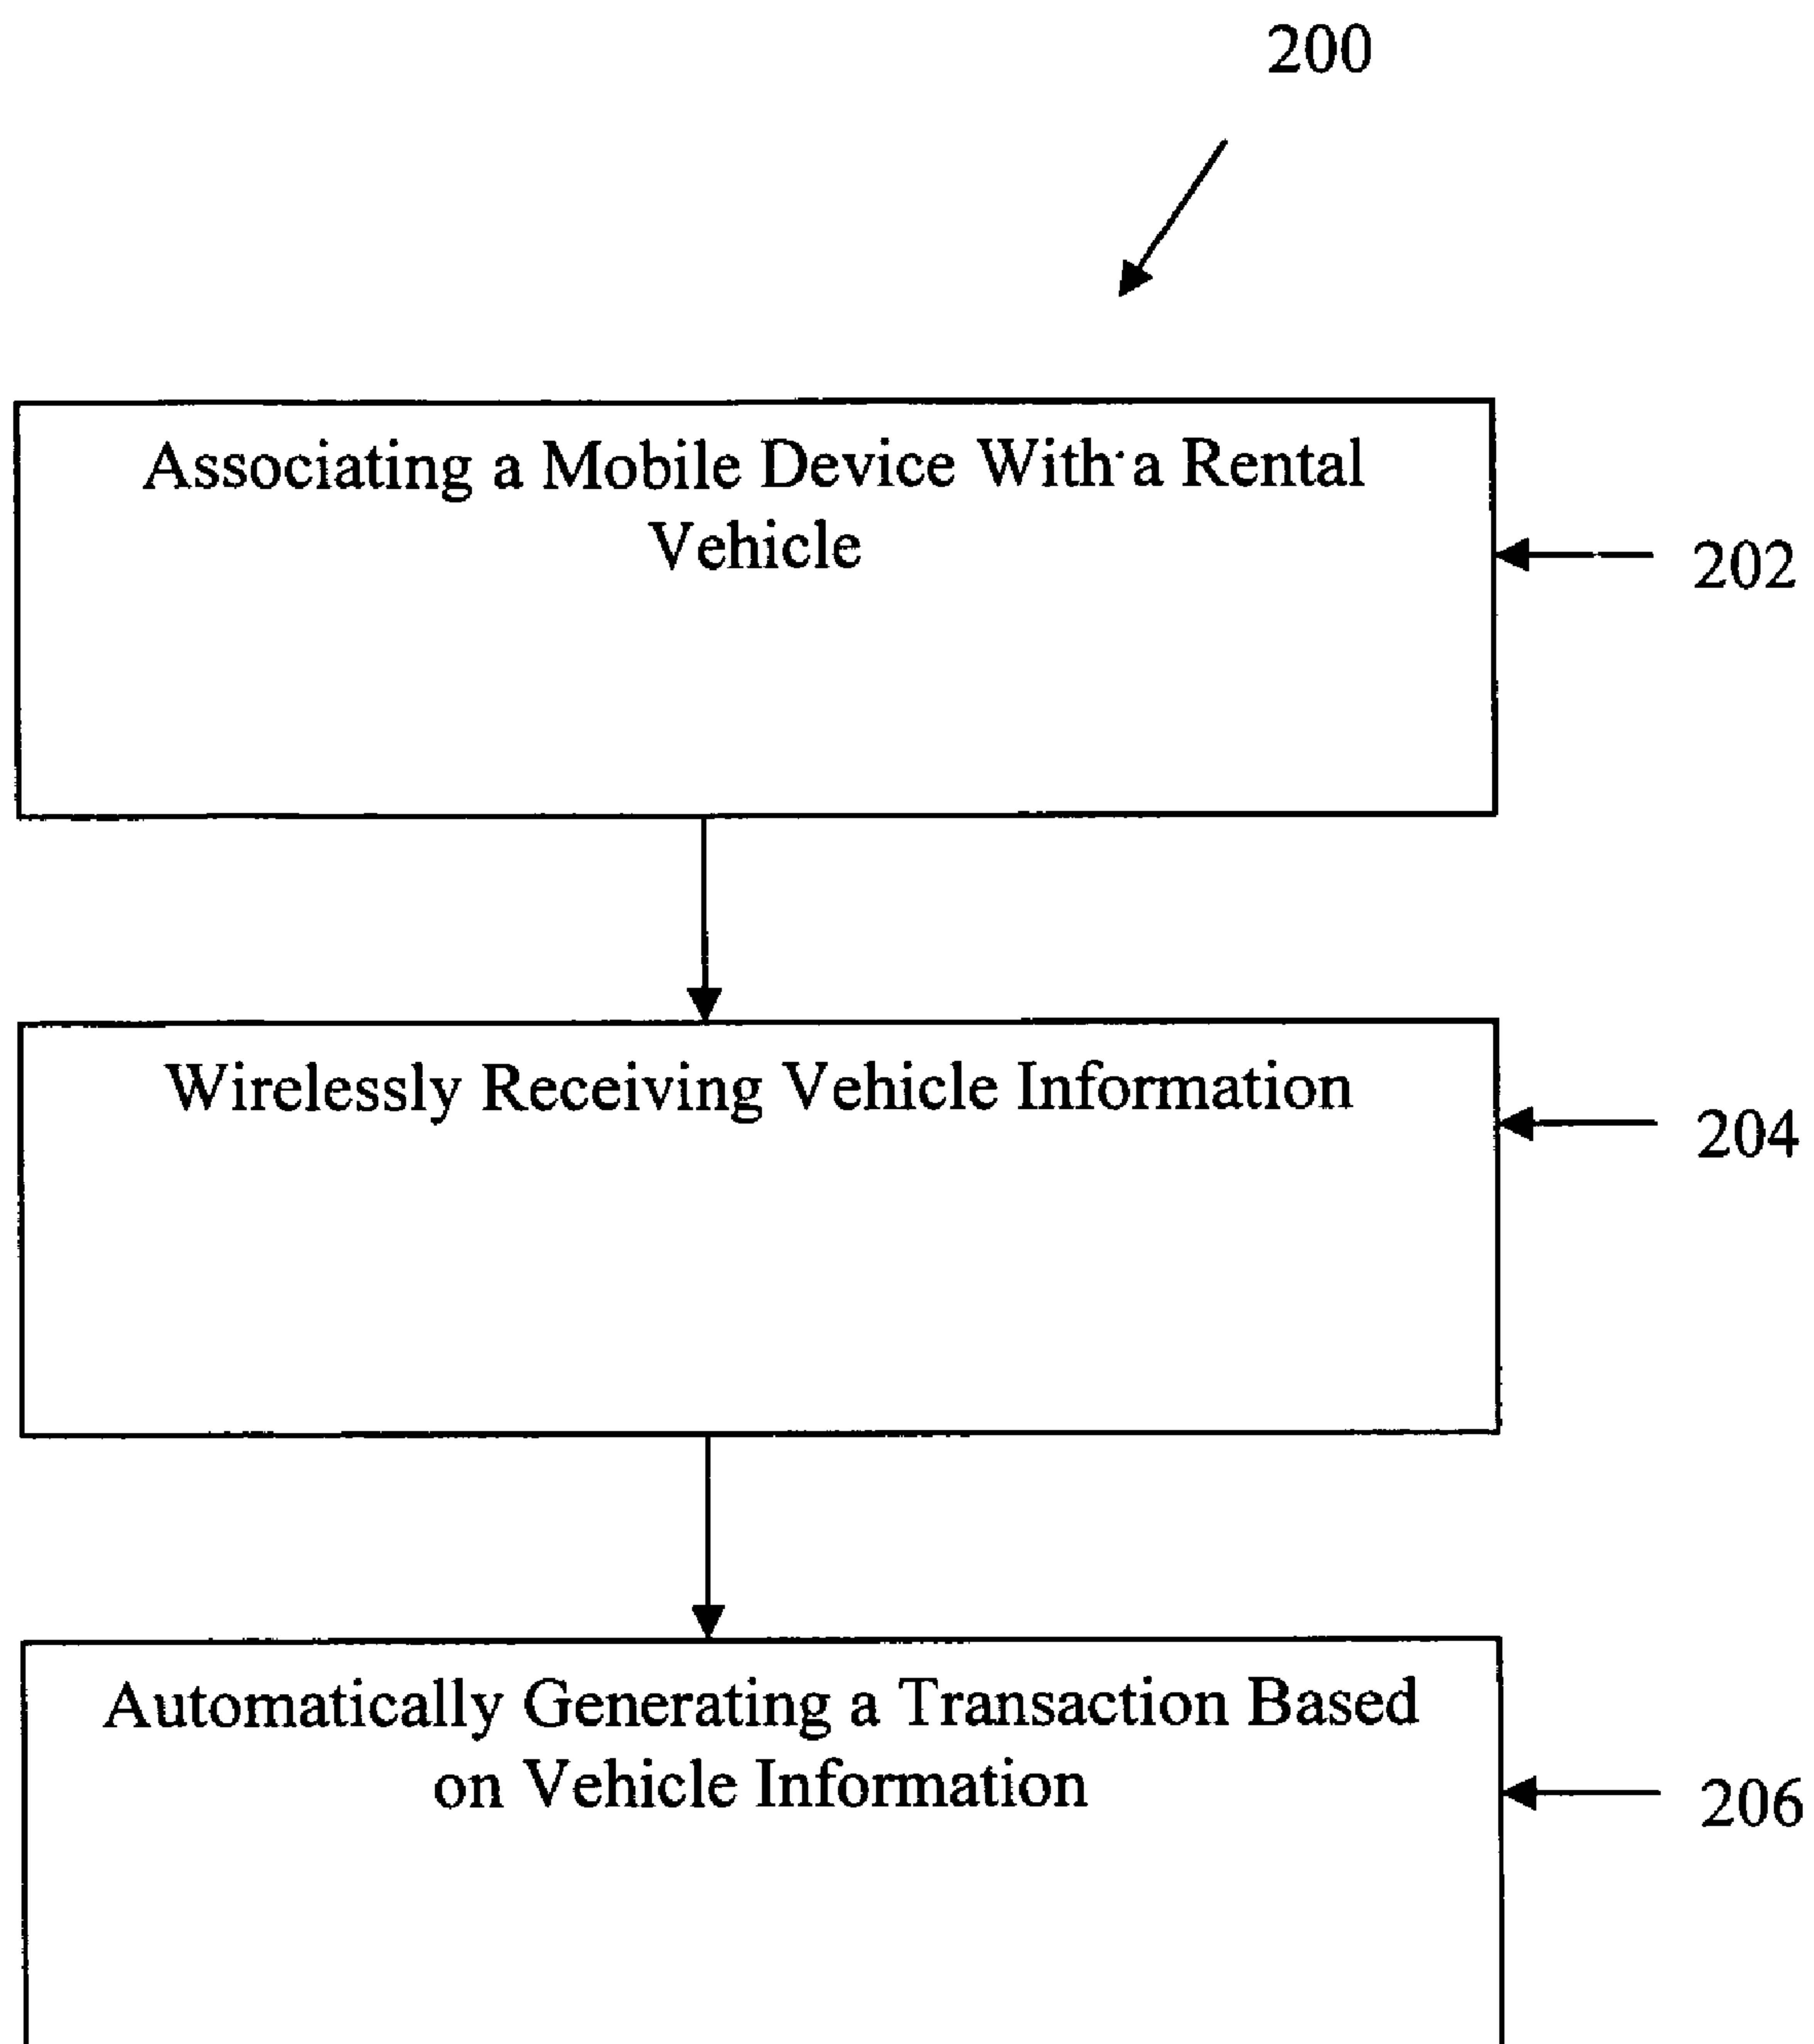 200
Associating a Mobile Device With a Rental
Vehicle
202
Wirelessly Receiving Vehicle Information
204
Automatically Generating a Transaction Based
on Vehicle Information
206